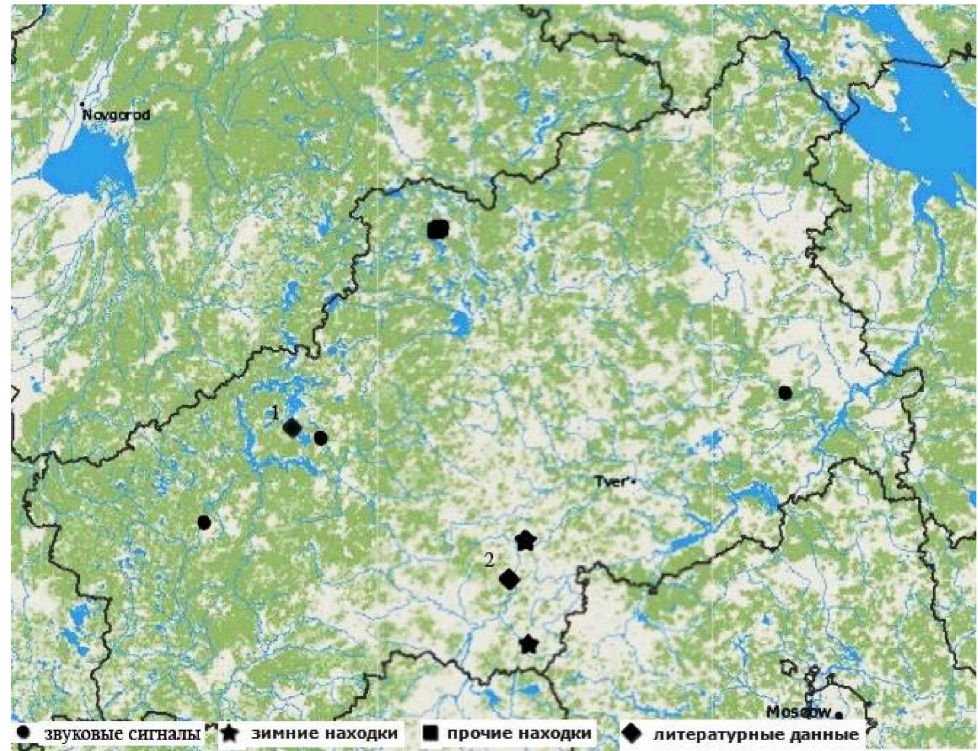 Novgorod
1
Tver'
2
Moscow
звуковые сигналы
зимние находки
прочие находки
литературные данные